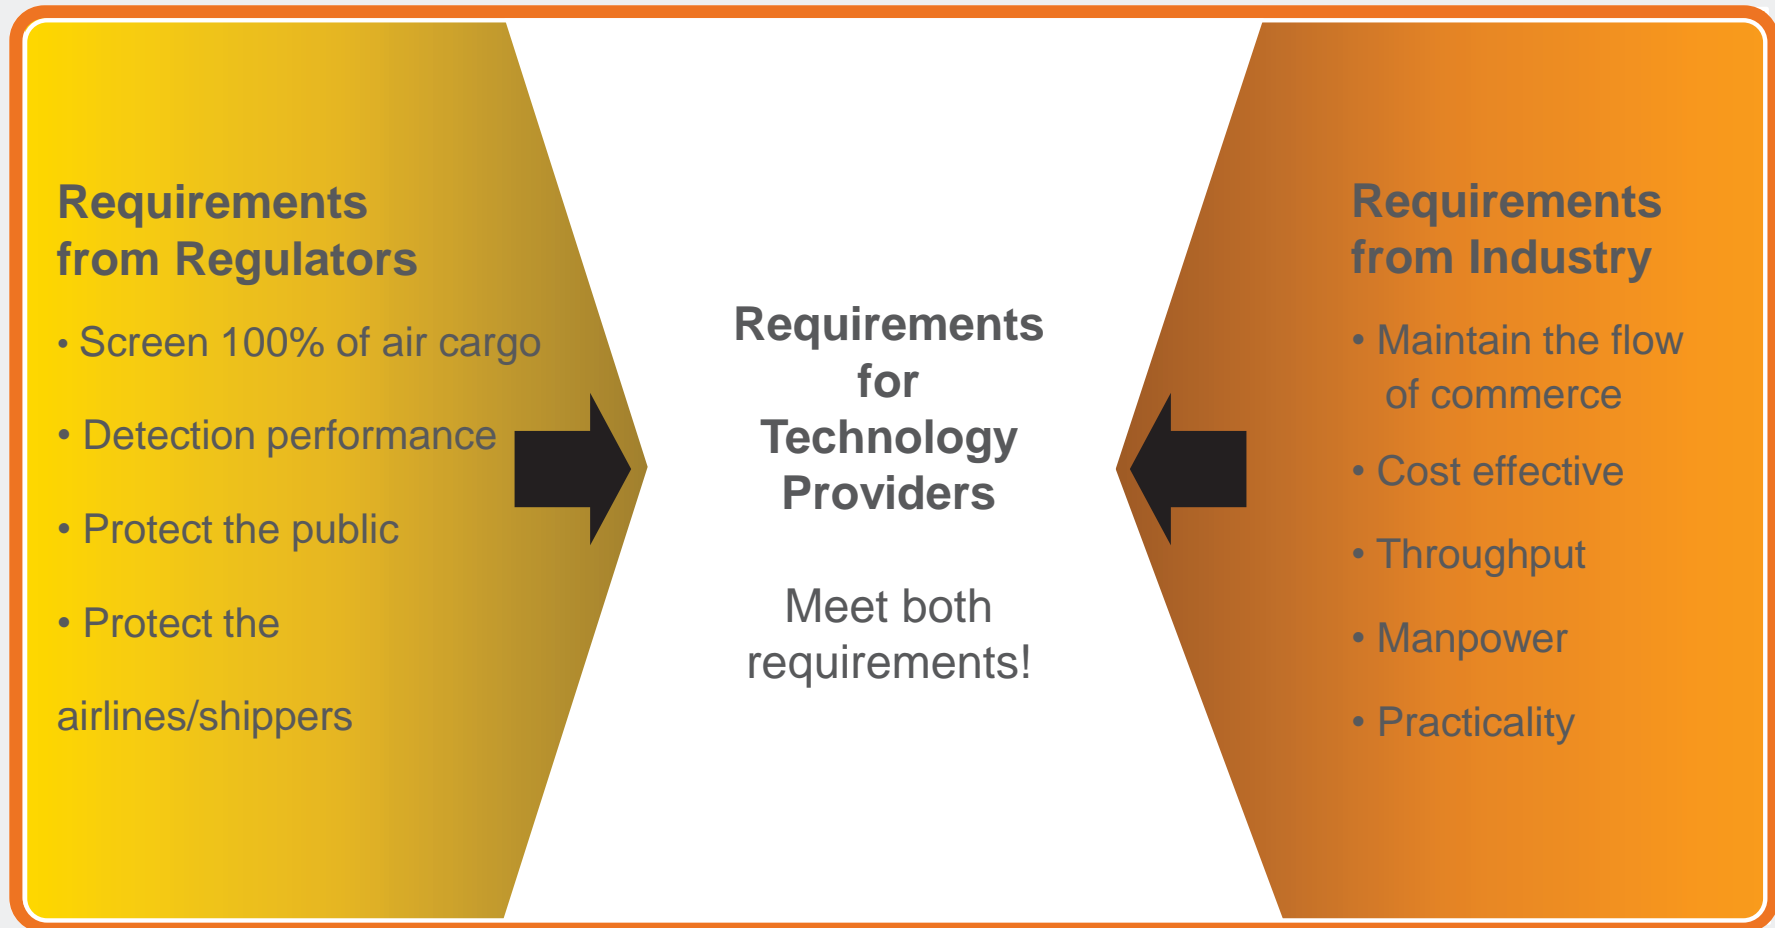 Requirements
from Regulators
• Screen 100% of air cargo
• Detection performance
• Protect the public
• Protect the
airlines/shippers
Requirements
for
Technology
Providers
Meet both
requirements!
Requirements
from Industry
• Maintain the flow
of commerce
• Cost effective
• Throughput
• Manpower
• Practicality